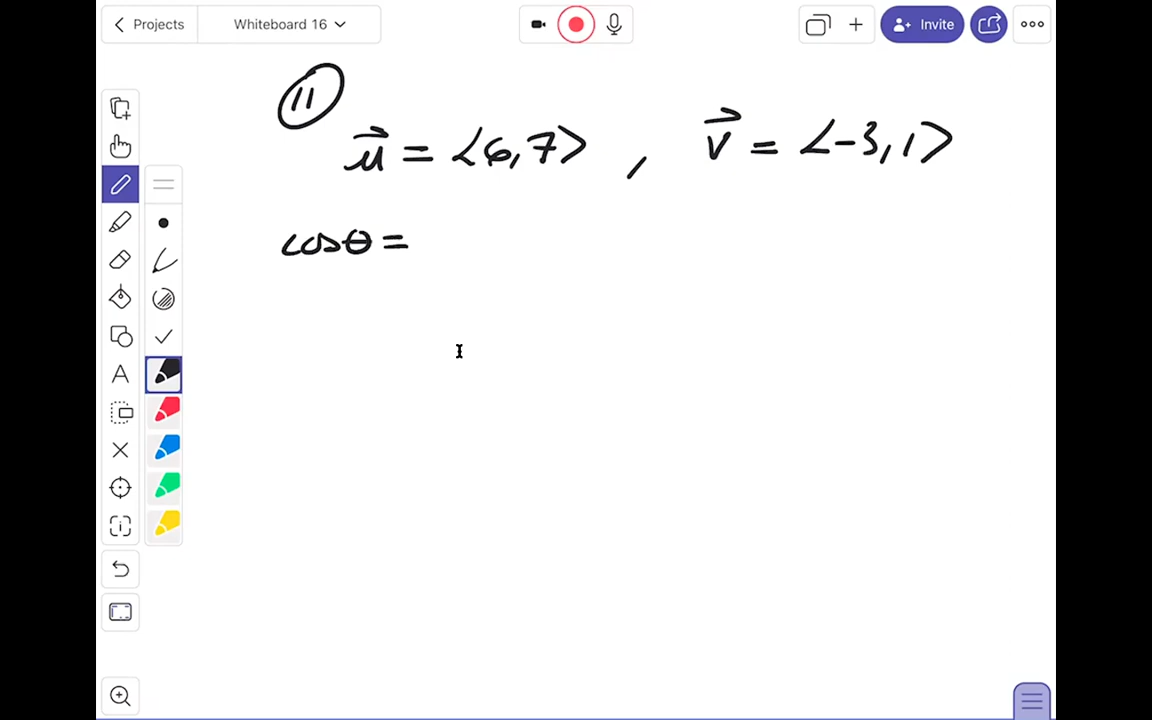 Projects Whiteboard 16 Invite
11
u⃗ = ⟨6,7⟩ , v⃗ = ⟨-3,1⟩
cosθ =
A